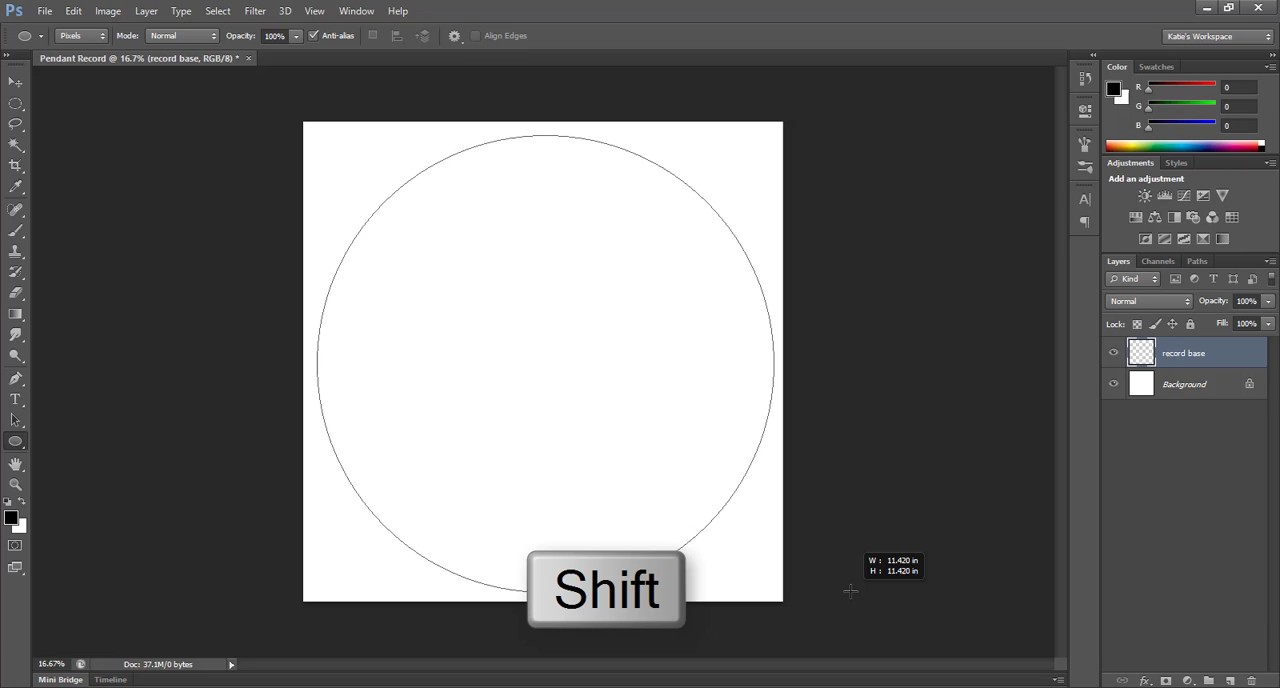 Ps File Edit Image Layer Type Select Filter 3D View Window Help
Pixels Mode: Normal Opacity: 100% Anti-alias Align Edges Katie's Workspace
Pendant Record @ 16.7% (record base, RGB/8) * ×
Color Swatches
R 0
G 0
B 0
Adjustments Styles
Add an adjustment
Layers Channels Paths
Kind
Normal Opacity: 100%
Lock: Fill: 100%
record base
Background
W : 11.420 in
H : 11.420 in
Shift
16.67% Doc: 37.1M/0 bytes
Mini Bridge Timeline